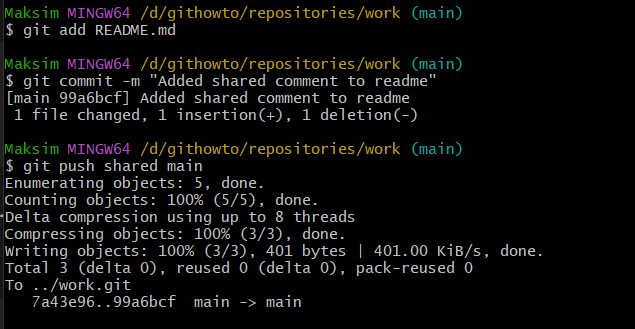 Maksim MINGW64 /d/githowto/repositories/work (main)
$ git add README.md
Maksim MINGW64 /d/githowto/repositories/work (main)
$ git commit -m "Added shared comment to readme"
[main 99a6bcf] Added shared comment to readme
 1 file changed, 1 insertion(+), 1 deletion(-)
Maksim MINGW64 /d/githowto/repositories/work (main)
$ git push shared main
Enumerating objects: 5, done.
Counting objects: 100% (5/5), done.
Delta compression using up to 8 threads
Compressing objects: 100% (3/3), done.
Writing objects: 100% (3/3), 401 bytes | 401.00 KiB/s, done.
Total 3 (delta 0), reused 0 (delta 0), pack-reused 0
To ../work.git
   7a43e96..99a6bcf  main -> main